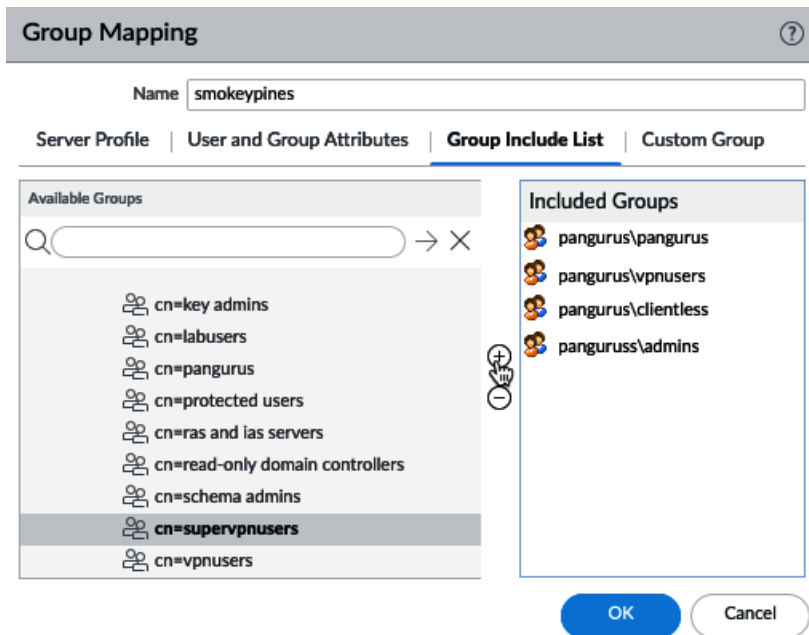 Group Mapping
Name smokeypines
Server Profile | User and Group Attributes | Group Include List | Custom Group
Available Groups
cn=key admins
cn=labusers
cn=pangurus
cn=protected users
cn=ras and ias servers
cn=read-only domain controllers
cn=schema admins
cn=supervpnusers
cn=vpnusers
Included Groups
pangurus\pangurus
pangurus\vpnusers
pangurus\clientless
panguruss\admins
OK
Cancel